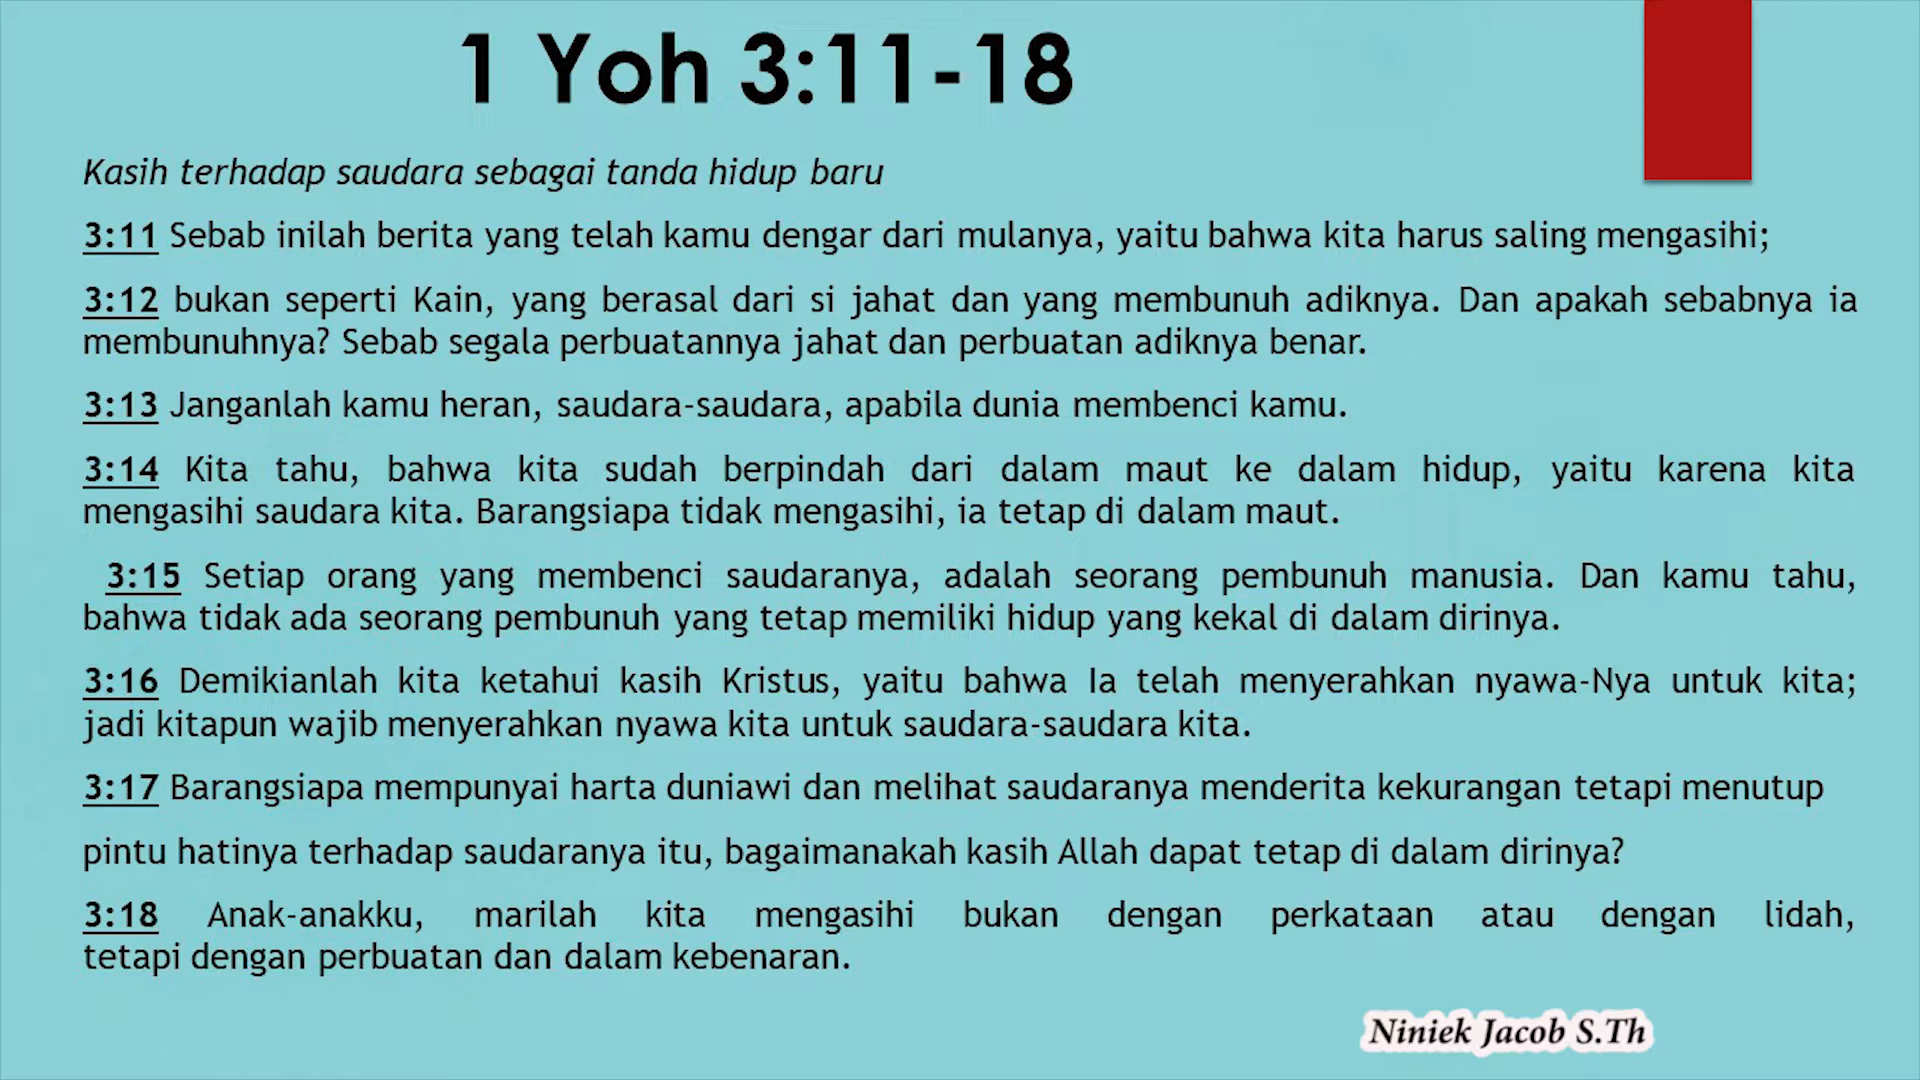 1 Yoh 3:11-18
Kasih terhadap saudara sebagai tanda hidup baru
3:11 Sebab inilah berita yang telah kamu dengar dari mulanya, yaitu bahwa kita harus saling mengasihi;
3:12 bukan seperti Kain, yang berasal dari si jahat dan yang membunuh adiknya. Dan apakah sebabnya ia
membunuhnya? Sebab segala perbuatannya jahat dan perbuatan adiknya benar.
3:13 Janganlah kamu heran, saudara-saudara, apabila dunia membenci kamu.
3:14 Kita tahu, bahwa kita sudah berpindah dari dalam maut ke dalam hidup, yaitu karena kita
mengasihi saudara kita. Barangsiapa tidak mengasihi, ia tetap di dalam maut.
3:15 Setiap orang yang membenci saudaranya, adalah seorang pembunuh manusia. Dan kamu tahu,
bahwa tidak ada seorang pembunuh yang tetap memiliki hidup yang kekal di dalam dirinya.
3:16 Demikianlah kita ketahui kasih Kristus, yaitu bahwa Ia telah menyerahkan nyawa-Nya untuk kita;
jadi kitapun wajib menyerahkan nyawa kita untuk saudara-saudara kita.
3:17 Barangsiapa mempunyai harta duniawi dan melihat saudaranya menderita kekurangan tetapi menutup
pintu hatinya terhadap saudaranya itu, bagaimanakah kasih Allah dapat tetap di dalam dirinya?
3:18 Anak-anakku, marilah kita mengasihi bukan dengan perkataan atau dengan lidah,
tetapi dengan perbuatan dan dalam kebenaran.
Niniek Jacob S.Th